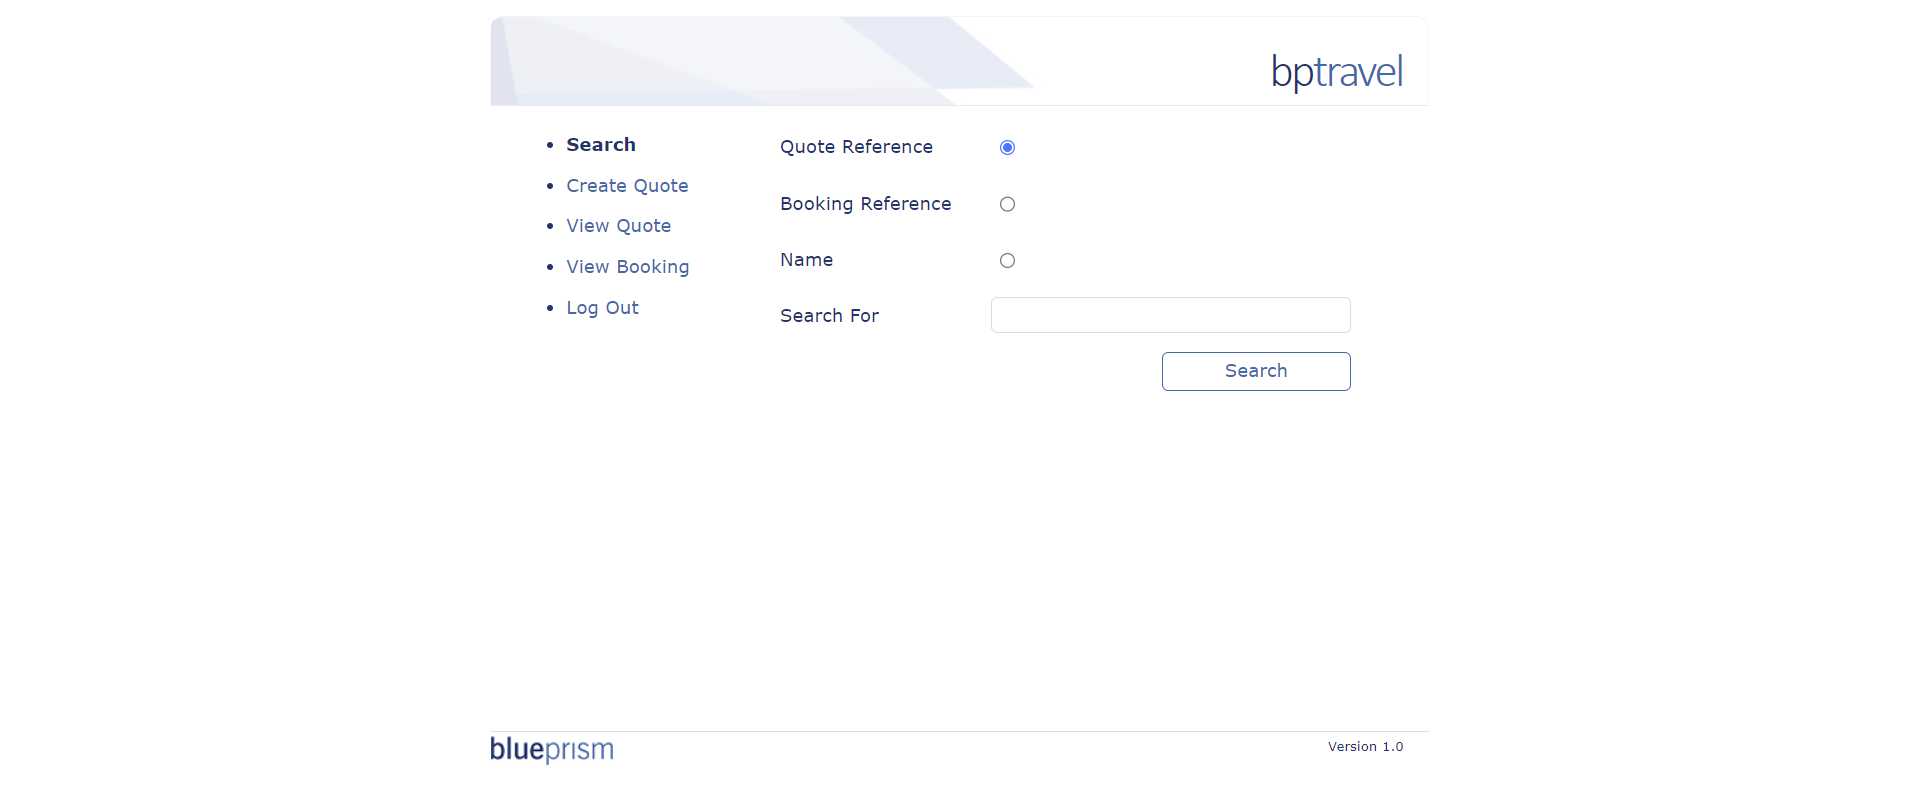 bptravel
Search
Create Quote
View Quote
View Booking
Log Out
Quote Reference
Booking Reference
Name
Search For
Search
blueprism
Version 1.0